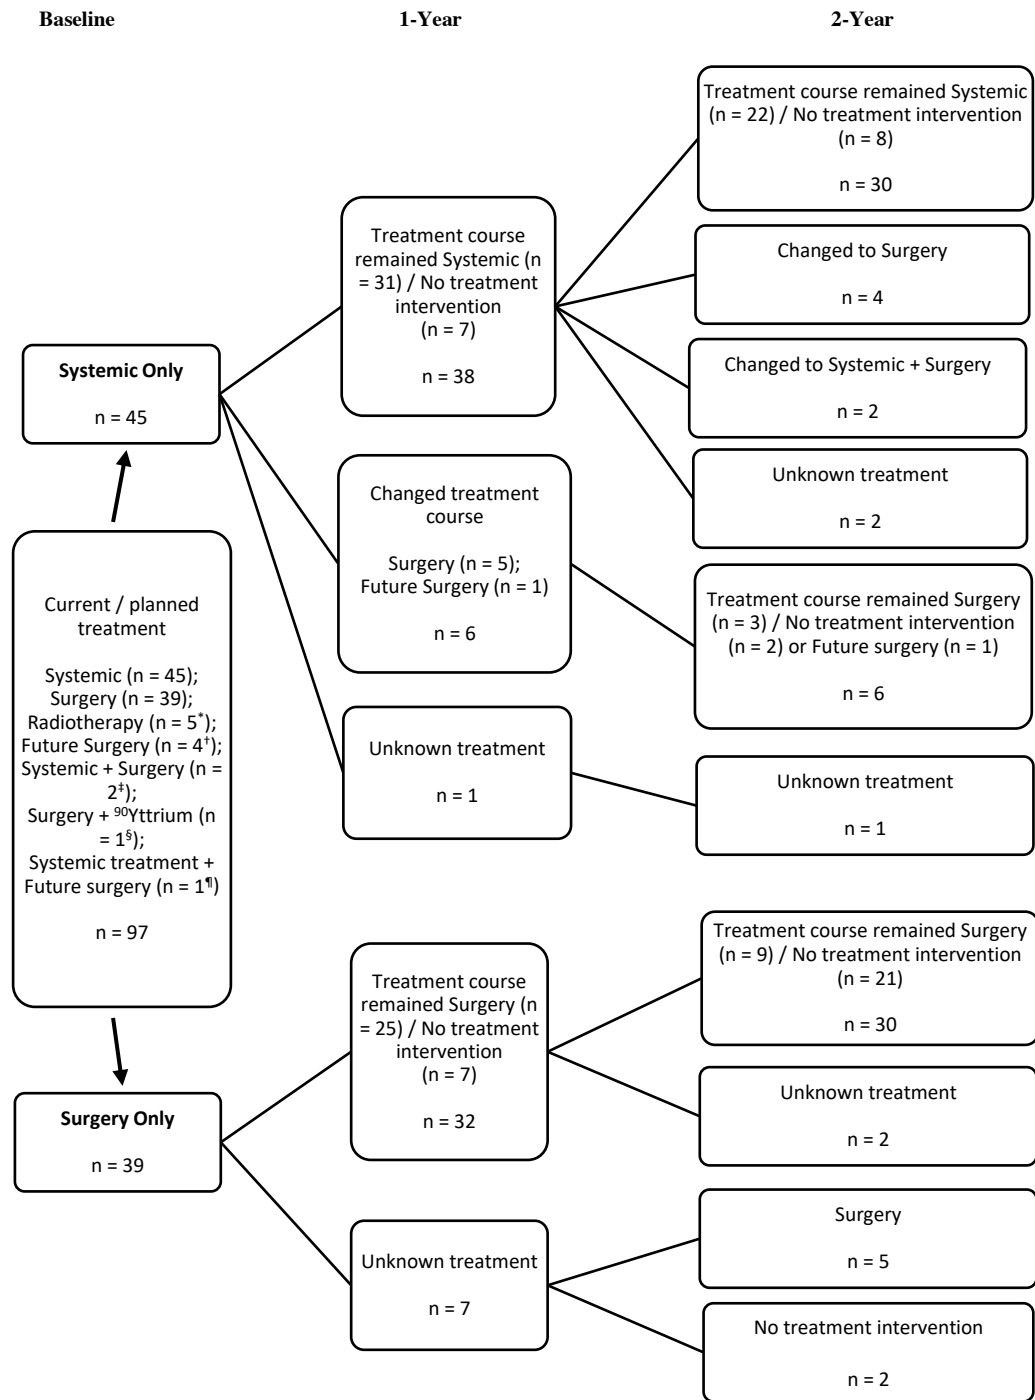 Baseline
1-Year
2-Year
Systemic Only
n = 45
Current / planned
treatment
Systemic (n = 45);
Surgery (n = 39);
Radiotherapy (n = 5*);
Future Surgery (n = 4†);
Systemic + Surgery (n =
2‡);
Surgery + ⁹⁰Yttrium (n
= 1§);
Systemic treatment +
Future surgery (n = 1¶)
n = 97
Surgery Only
n = 39
Treatment course
remained Systemic (n
= 31) / No treatment
intervention
(n = 7)
n = 38
Changed treatment
course
Surgery (n = 5);
Future Surgery (n = 1)
n = 6
Unknown treatment
n = 1
Treatment course
remained Surgery (n
= 25) / No treatment
intervention
(n = 7)
n = 32
Unknown treatment
n = 7
Treatment course remained Systemic
(n = 22) / No treatment intervention
(n = 8)
n = 30
Changed to Surgery
n = 4
Changed to Systemic + Surgery
n = 2
Unknown treatment
n = 2
Treatment course remained Surgery
(n = 3) / No treatment intervention
(n = 2) or Future surgery (n = 1)
n = 6
Unknown treatment
n = 1
Treatment course remained Surgery
(n = 9) / No treatment intervention
(n = 21)
n = 30
Unknown treatment
n = 2
Surgery
n = 5
No treatment intervention
n = 2